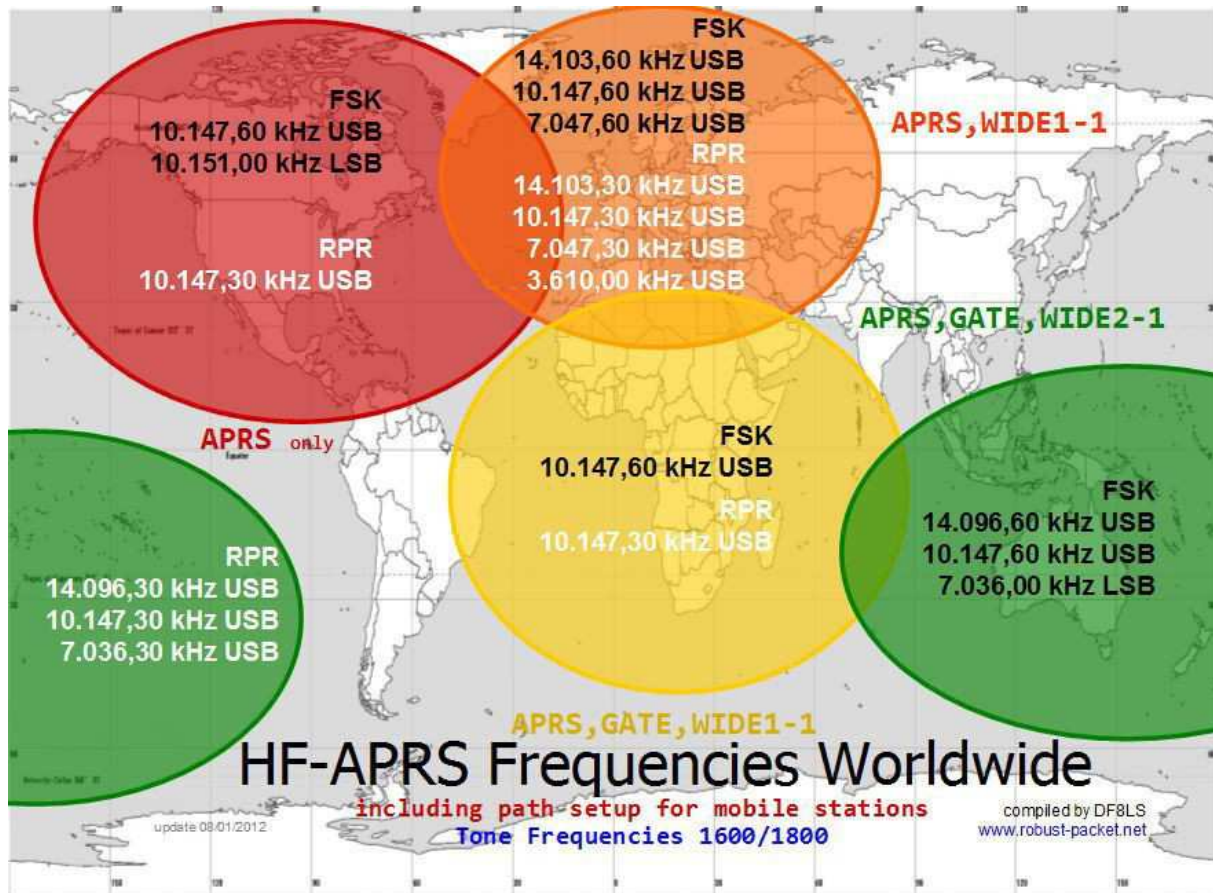 FSK
10.147,60 kHz USB
10.151,00 kHz LSB
RPR
10.147,30 kHz USB
APRS only
FSK
14.103,60 kHz USB
10.147,60 kHz USB
7.047,60 kHz USB
RPR
14.103,30 kHz USB
10.147,30 kHz USB
7.047,30 kHz USB
3.610,00 kHz USB
APRS,WIDE1-1
APRS,GATE,WIDE2-1
Equator
RPR
14.096,30 kHz USB
10.147,30 kHz USB
7.036,30 kHz USB
FSK
10.147,60 kHz USB
RPR
10.147,30 kHz USB
APRS,GATE,WIDE1-1
FSK
14.096,60 kHz USB
10.147,60 kHz USB
7.036,00 kHz LSB
HF-APRS Frequencies Worldwide
including path setup for mobile stations
Tone Frequencies 1600/1800
update 08/01/2012
compiled by DF8LS
www.robust-packet.net